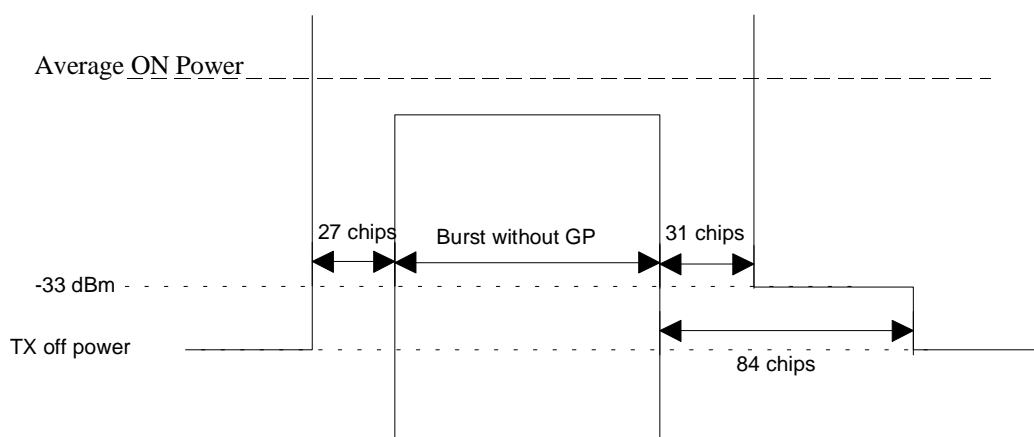 Average ON Power
27 chips
Burst without GP
31 chips
-33 dBm
TX off power
84 chips